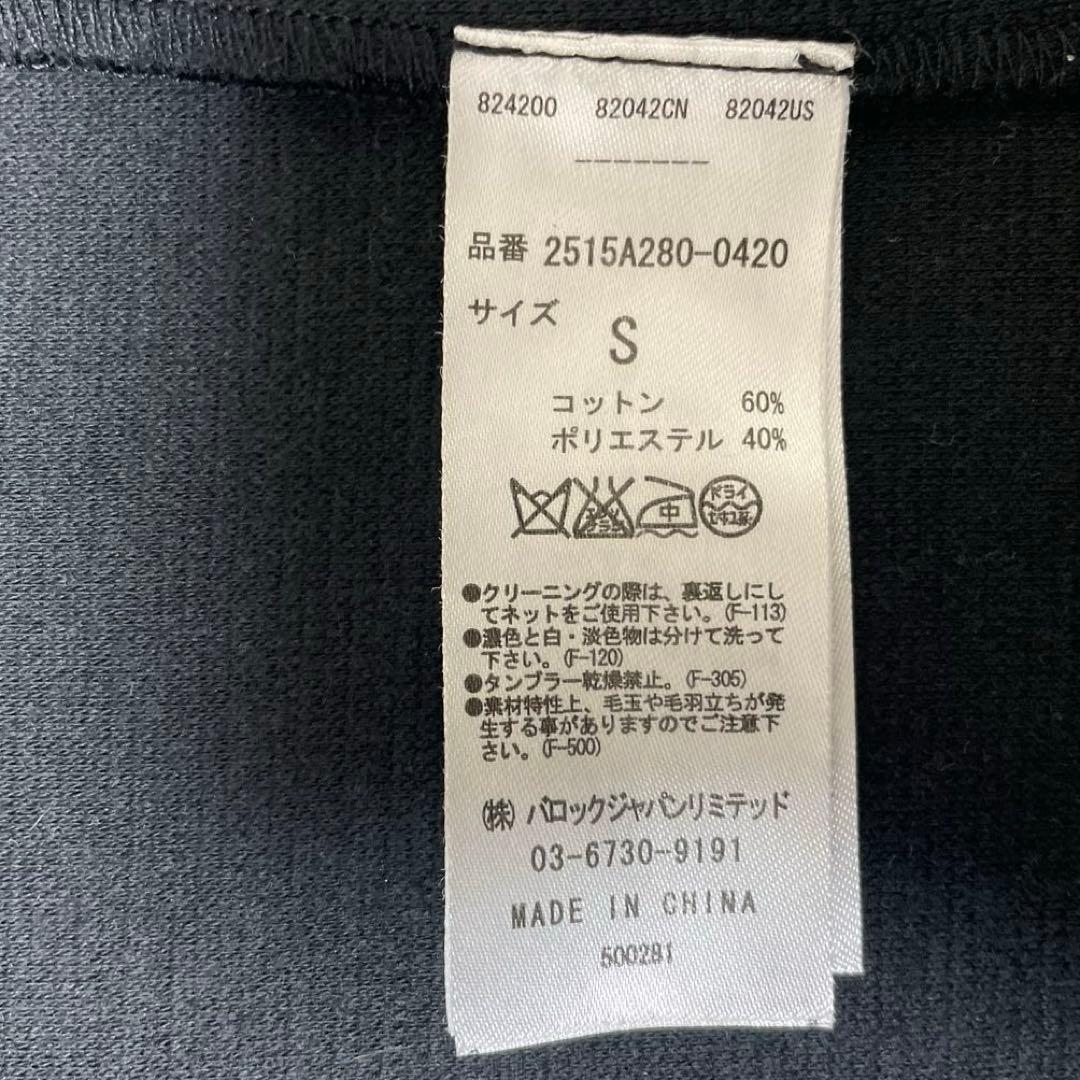 824200 82042CN 82042US
-------
品番 2515A280-0420
サイズ
S
コットン 60%
ポリエステル 40%
中 ドライ
●クリーニングの際は、裏返しにし
てネットをご使用下さい。(F-113)
●濃色と白・淡色物は分けて洗って
下さい。(F-120)
●タンブラー乾燥禁止。(F-305)
●素材特性上、毛玉や毛羽立ちが発
生する事がありますのでご注意下
さい。(F-500)
㈱ バロックジャパンリミテッド
03-6730-9191
MADE IN CHINA
500281